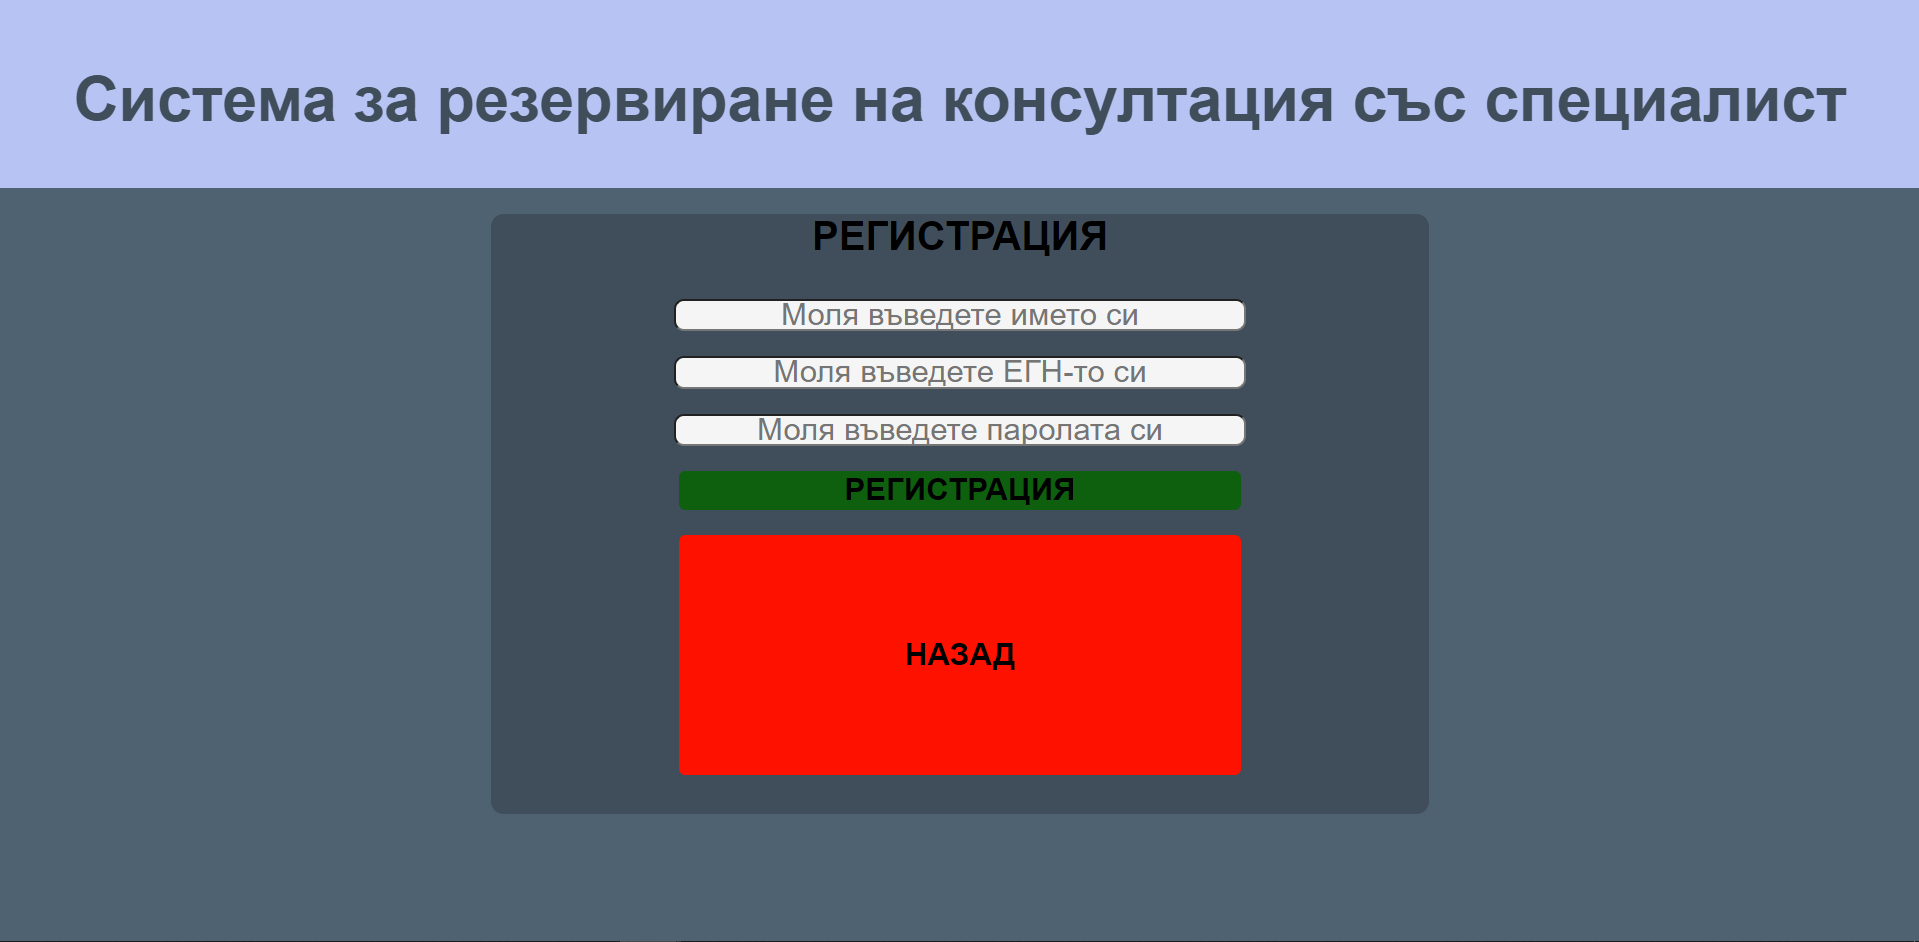 Система за резервиране на консултация със специалист
РЕГИСТРАЦИЯ
Моля въведете името си
Моля въведете ЕГН-то си
Моля въведете паролата си
РЕГИСТРАЦИЯ
НАЗАД